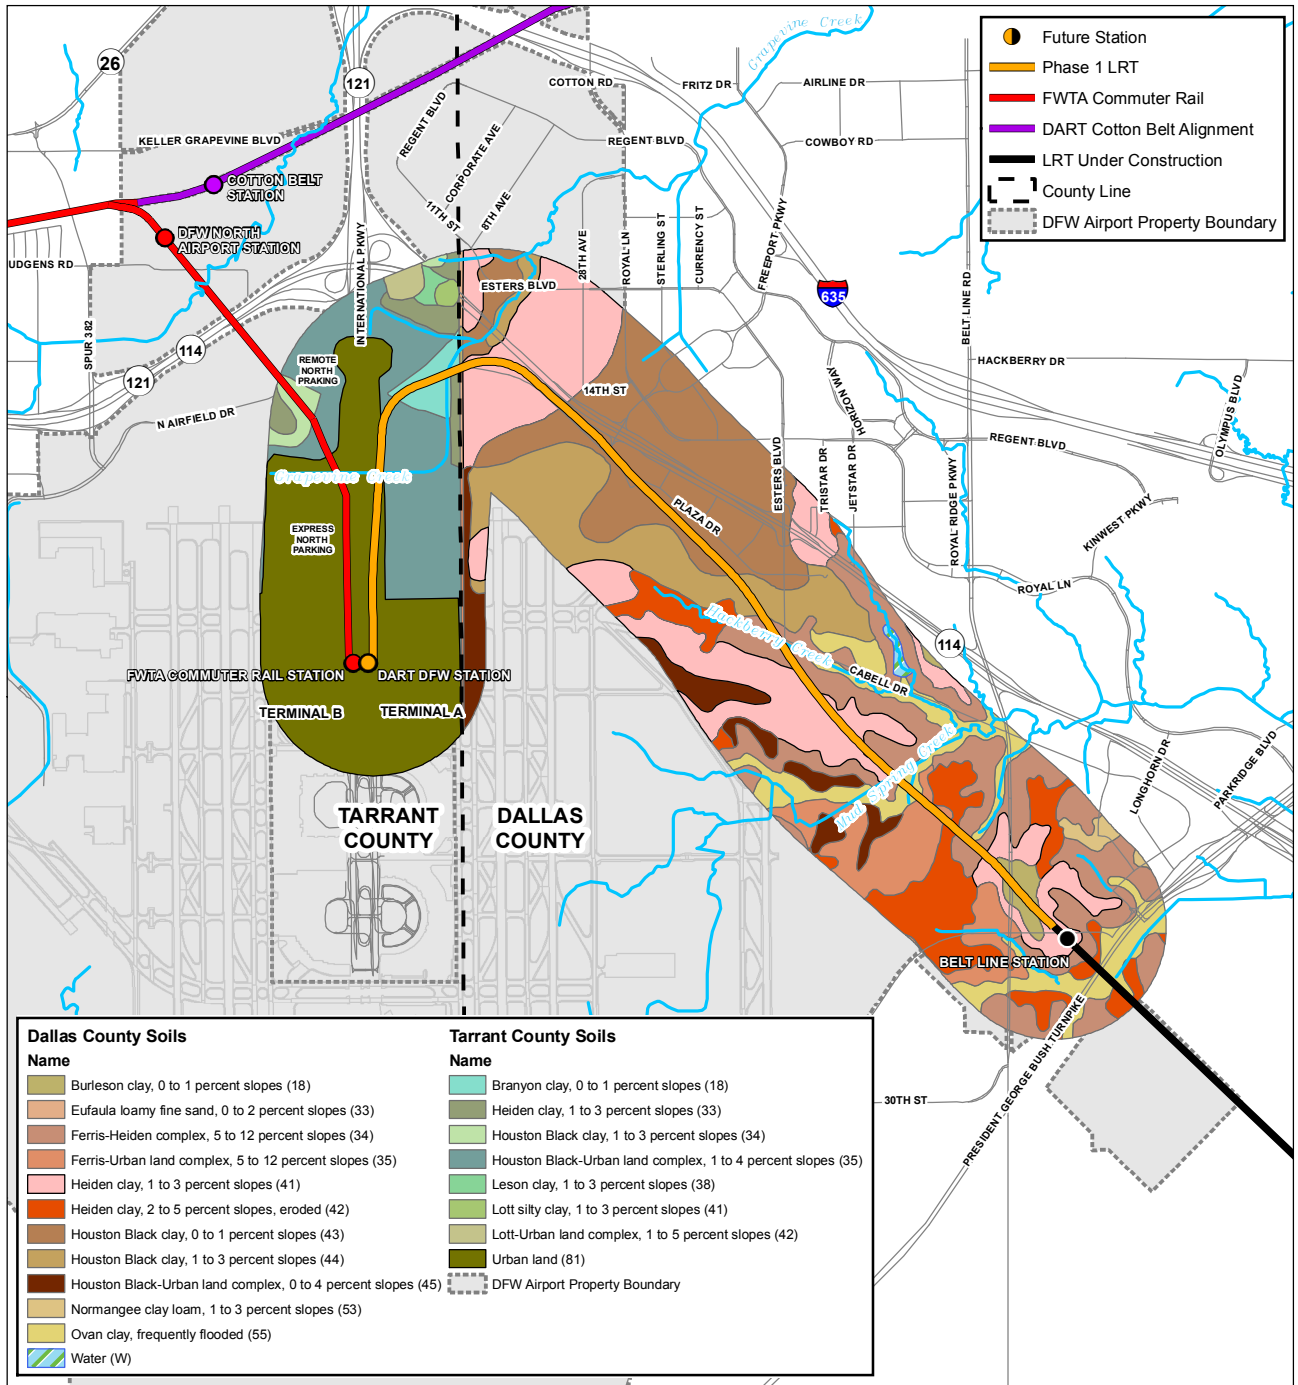 Grapevine Creek
Future Station
Phase 1 LRT
FWTA Commuter Rail
DART Cotton Belt Alignment
LRT Under Construction
County Line
DFW Airport Property Boundary
26
121
COTTON RD
FRITZ DR
AIRLINE DR
REGENT BLVD
CORPORATE AVE
KELLER GRAPEVINE BLVD
REGENT BLVD
COWBOY RD
COTTON BELT
STATION
11TH ST
8TH AVE
DFW NORTH
AIRPORT STATION
INTERNATIONAL PKWY
28TH AVE
ROYAL LN
STERLING ST
CURRENCY ST
FREEPORT PKWY
BELT LINE RD
UDGENS RD
ESTERS BLVD
635
SPUR 382
114
121
REMOTE
NORTH
PRAKING
HACKBERRY DR
14TH ST
HORIZON WAY
OLYMPUS BLVD
N AIRFIELD DR
REGENT BLVD
ESTERS BLVD
TRISTAR DR
JETSTAR DR
ROYAL RIDGE PKWY
Grapevine Creek
PLAZA DR
KINWEST PKWY
EXPRESS
NORTH
PARKING
ROYAL LN
Hackberry Creek
114
FWTA COMMUTER RAIL STATION
DART DFW STATION
CABELL DR
TERMINAL B
TERMINAL A
Mud Spring Creek
LONGHORN DR
PARKRIDGE BLVD
TARRANT
COUNTY
DALLAS
COUNTY
BELT LINE STATION
PRESIDENT GEORGE BUSH TURNPIKE
30TH ST
Dallas County Soils
Name
Burleson clay, 0 to 1 percent slopes (18)
Eufaula loamy fine sand, 0 to 2 percent slopes (33)
Ferris-Heiden complex, 5 to 12 percent slopes (34)
Ferris-Urban land complex, 5 to 12 percent slopes (35)
Heiden clay, 1 to 3 percent slopes (41)
Heiden clay, 2 to 5 percent slopes, eroded (42)
Houston Black clay, 0 to 1 percent slopes (43)
Houston Black clay, 1 to 3 percent slopes (44)
Houston Black-Urban land complex, 0 to 4 percent slopes (45)
Normangee clay loam, 1 to 3 percent slopes (53)
Ovan clay, frequently flooded (55)
Water (W)
Tarrant County Soils
Name
Branyon clay, 0 to 1 percent slopes (18)
Heiden clay, 1 to 3 percent slopes (33)
Houston Black clay, 1 to 3 percent slopes (34)
Houston Black-Urban land complex, 1 to 4 percent slopes (35)
Leson clay, 1 to 3 percent slopes (38)
Lott silty clay, 1 to 3 percent slopes (41)
Lott-Urban land complex, 1 to 5 percent slopes (42)
Urban land (81)
DFW Airport Property Boundary